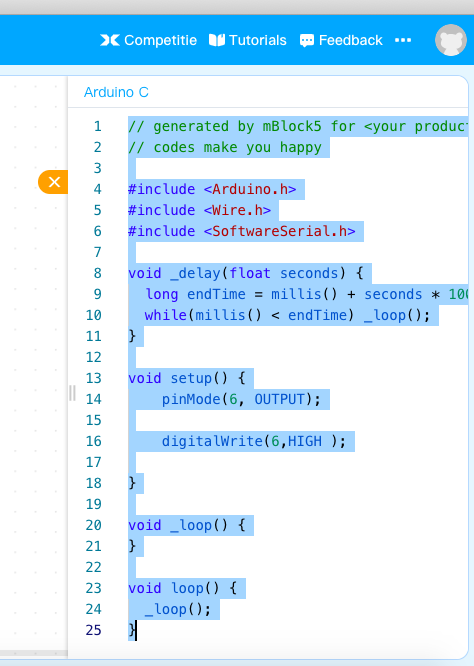 Competitie Tutorials Feedback
Arduino C
1 // generated by mBlock5 for <your product
2 // codes make you happy
3
4 #include <Arduino.h>
5 #include <Wire.h>
6 #include <SoftwareSerial.h>
7
8 void _delay(float seconds) {
9 long endTime = millis() + seconds * 100
10 while(millis() < endTime) _loop();
11 }
12
13 void setup() {
14 pinMode(6, OUTPUT);
15
16 digitalWrite(6,HIGH );
17
18 }
19
20 void _loop() {
21 }
22
23 void loop() {
24 _loop();
25 }